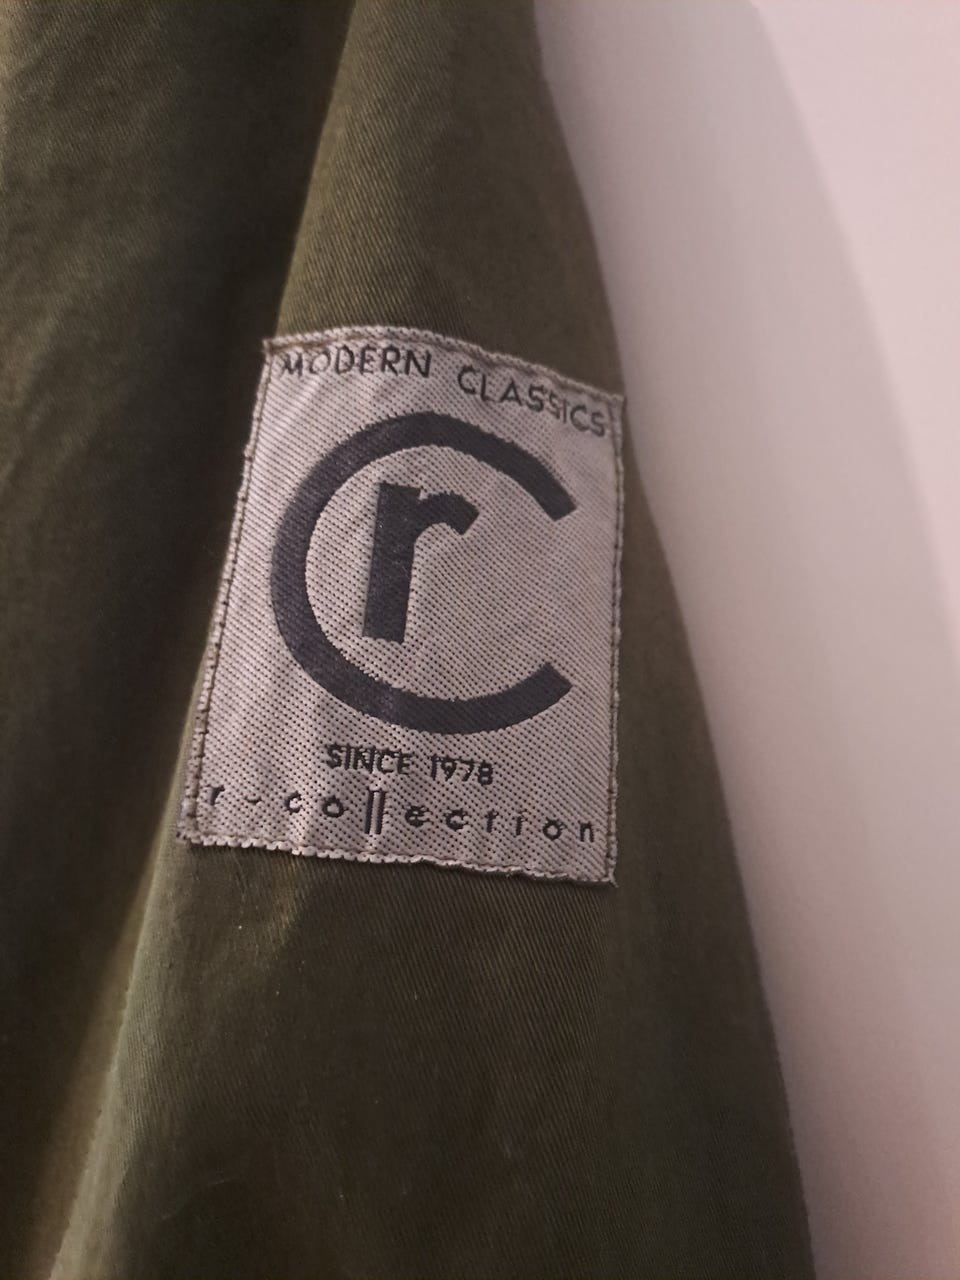 MODERN CLASSICS
r
SINCE 1978
r-collection